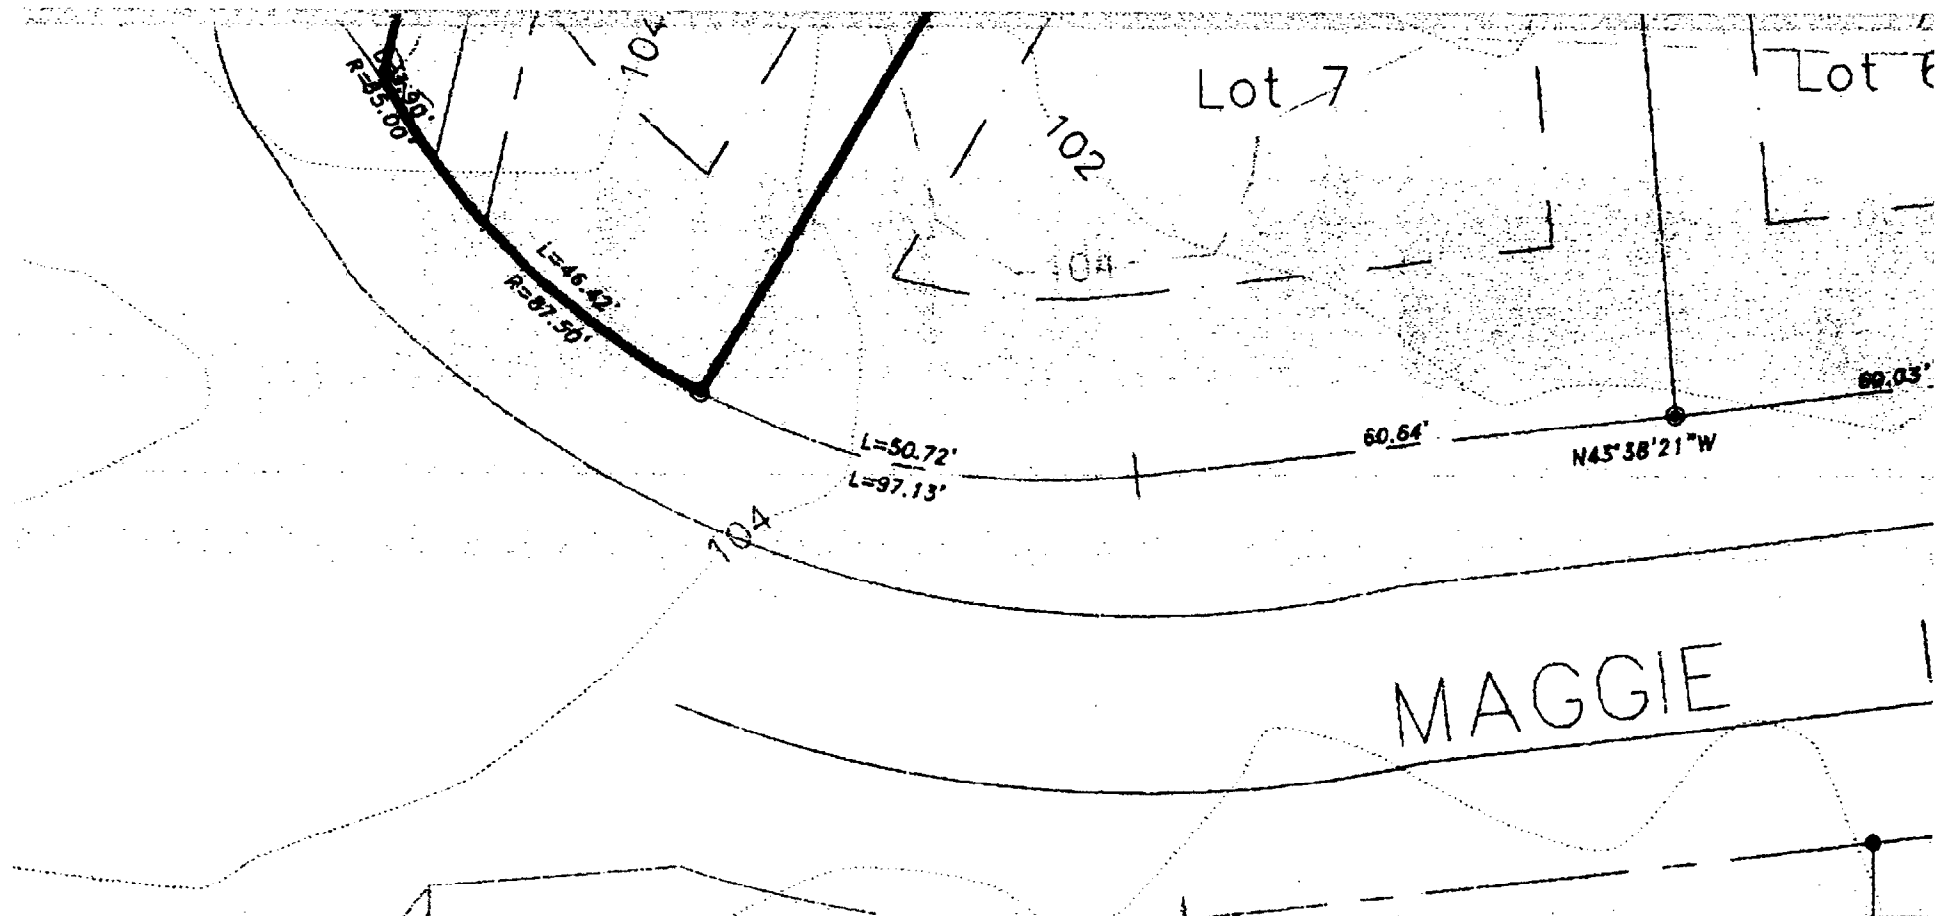 104
R=85.00'
Lot 7
Lot
102
L=46.42'
R=87.50'
104
60.03'
60.64'
L=50.72'
N43°38'21"W
L=97.13'
104
MAGGIE